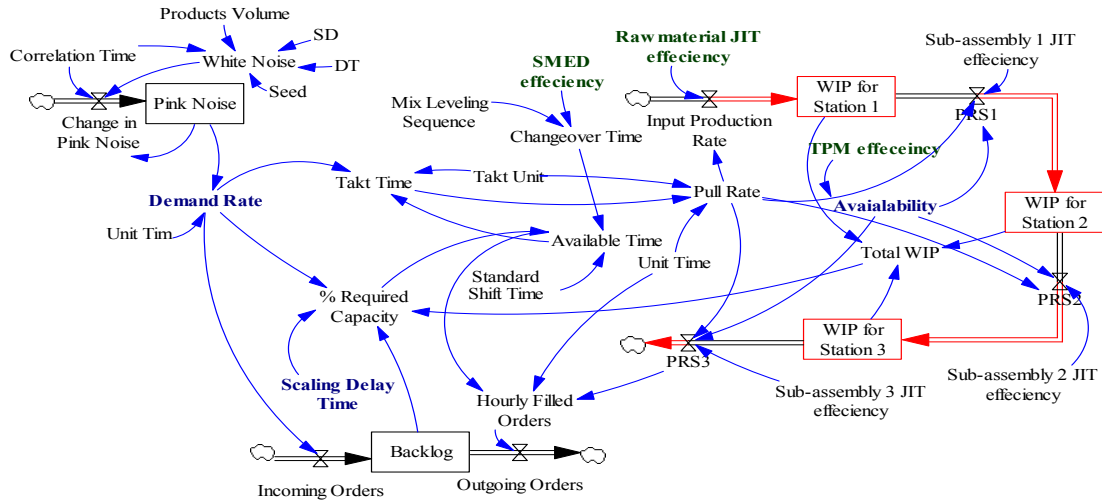 Products Volume
SD
Correlation Time
White Noise
DT
Seed
Pink Noise
Change in
Pink Noise
Raw material JIT
effeciency
SMED
effeciency
Sub-assembly 1 JIT
effeciency
WIP for
Station 1
Mix Leveling
Sequence
Changeover Time
Input Production
Rate
PRS1
TPM effeceincy
Takt Time
Takt Unit
Pull Rate
Demand Rate
Avaialability
WIP for
Station 2
Unit Tim
Available Time
Unit Time
Total WIP
Standard
Shift Time
% Required
Capacity
PRS2
WIP for
Station 3
PRS3
Scaling Delay
Time
Hourly Filled
Orders
Sub-assembly 3 JIT
effeciency
Sub-assembly 2 JIT
effeciency
Backlog
Incoming Orders
Outgoing Orders